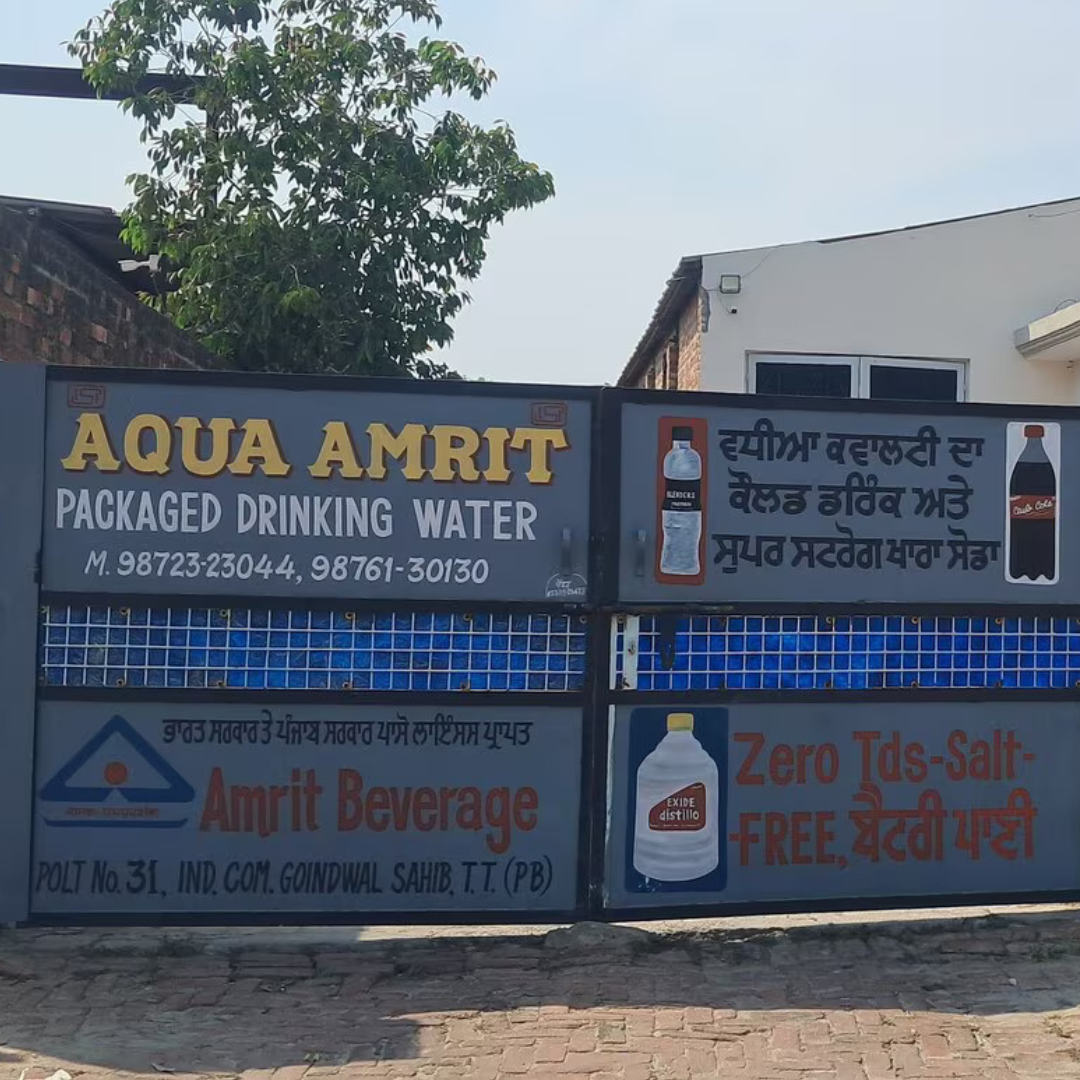 ISI
ISI
AQUA AMRIT
PACKAGED DRINKING WATER
M. 98723-23044, 98761-30130
ਵਧੀਆ ਕਵਾਲਟੀ ਦਾ
ਕੌਲਡ ਡਰਿੰਕ ਅਤੇ
ਸੁਪਰ ਸਟਰੋਗ ਖਾਰਾ ਸੋਡਾ
ਭਾਰਤ ਸਰਕਾਰ ਤੇ ਪੰਜਾਬ ਸਰਕਾਰ ਪਾਸੋ ਲਾਇੰਸਸ ਪ੍ਰਾਪਤ
Amrit Beverage
POLT No. 31, IND. COM. GOINDWAL SAHIB, T.T. (PB)
EXIDE
distillo
Zero Tds-Salt-
-FREE, ਬੈਟਰੀ ਪਾਣੀ